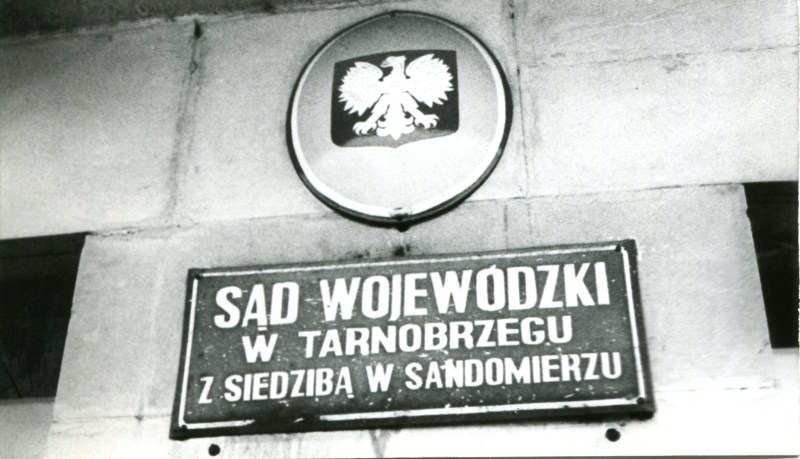 SĄD WOJEWÓDZKI
W TARNOBRZEGU
Z SIEDZIBĄ W SANDOMIERZU